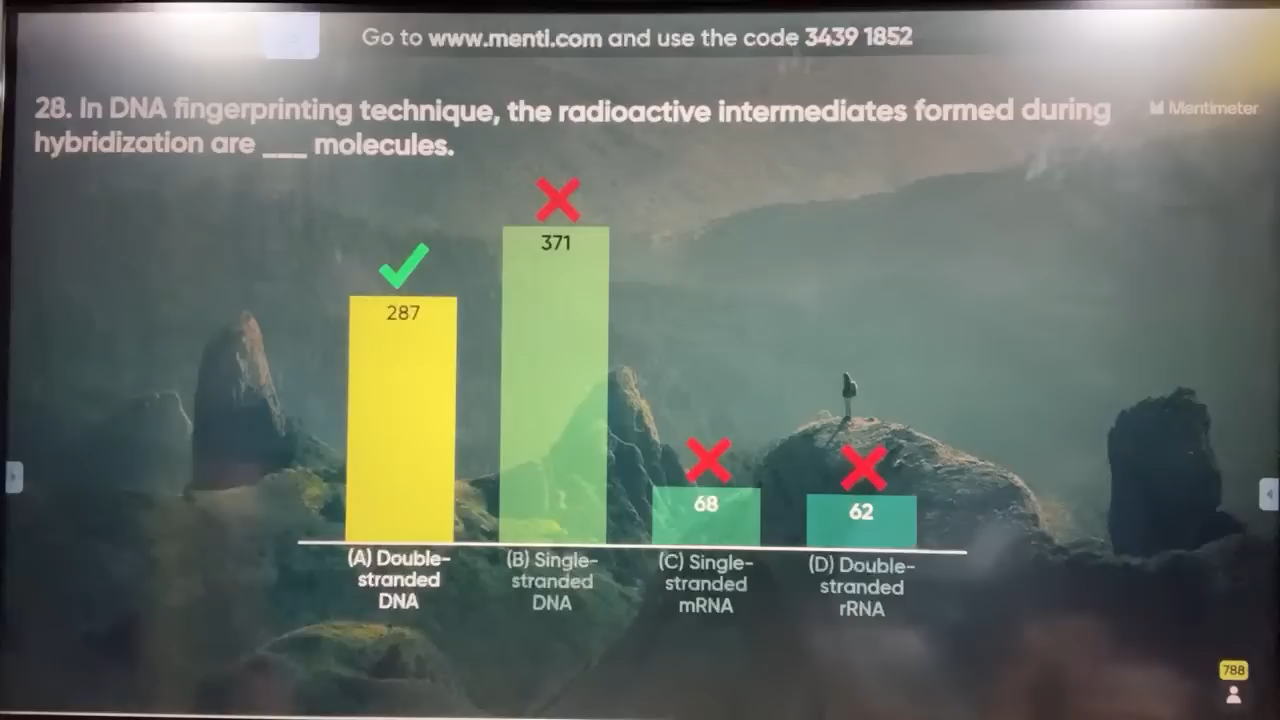 Go to www.menti.com and use the code 3439 1852
28. In DNA fingerprinting technique, the radioactive intermediates formed during
hybridization are ___ molecules.
Mentimeter
287
371
68
62
(A) Double-
stranded
DNA
(B) Single-
stranded
DNA
(C) Single-
stranded
mRNA
(D) Double-
stranded
rRNA
788